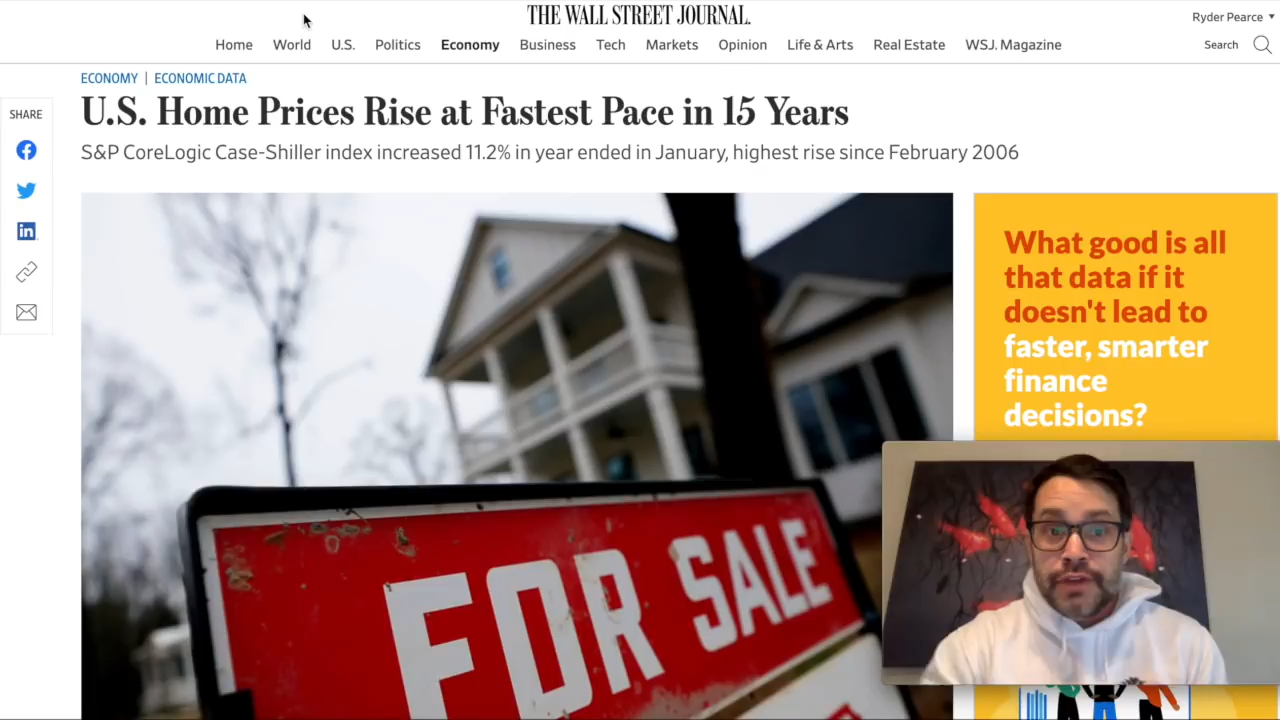 THE WALL STREET JOURNAL.
Ryder Pearce
Home World U.S. Politics Economy Business Tech Markets Opinion Life & Arts Real Estate WSJ. Magazine
Search
ECONOMY | ECONOMIC DATA
SHARE
U.S. Home Prices Rise at Fastest Pace in 15 Years
S&P CoreLogic Case-Shiller index increased 11.2% in year ended in January, highest rise since February 2006
What good is all
that data if it
doesn't lead to
faster, smarter
finance
decisions?
FOR SALE